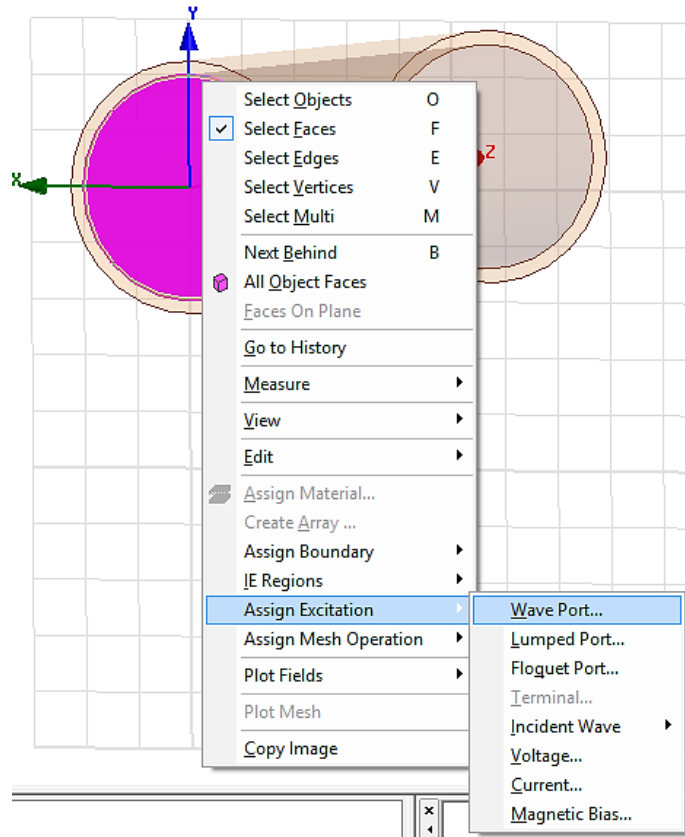 Y
X
Z
Select Objects O
Select Faces F
Select Edges E
Select Vertices V
Select Multi M
Next Behind B
All Object Faces
Faces On Plane
Go to History
Measure
View
Edit
Assign Material...
Create Array ...
Assign Boundary
IE Regions
Assign Excitation
Wave Port...
Assign Mesh Operation
Lumped Port...
Plot Fields
Floquet Port...
Plot Mesh
Terminal...
Incident Wave
Copy Image
Voltage...
Current...
Magnetic Bias...